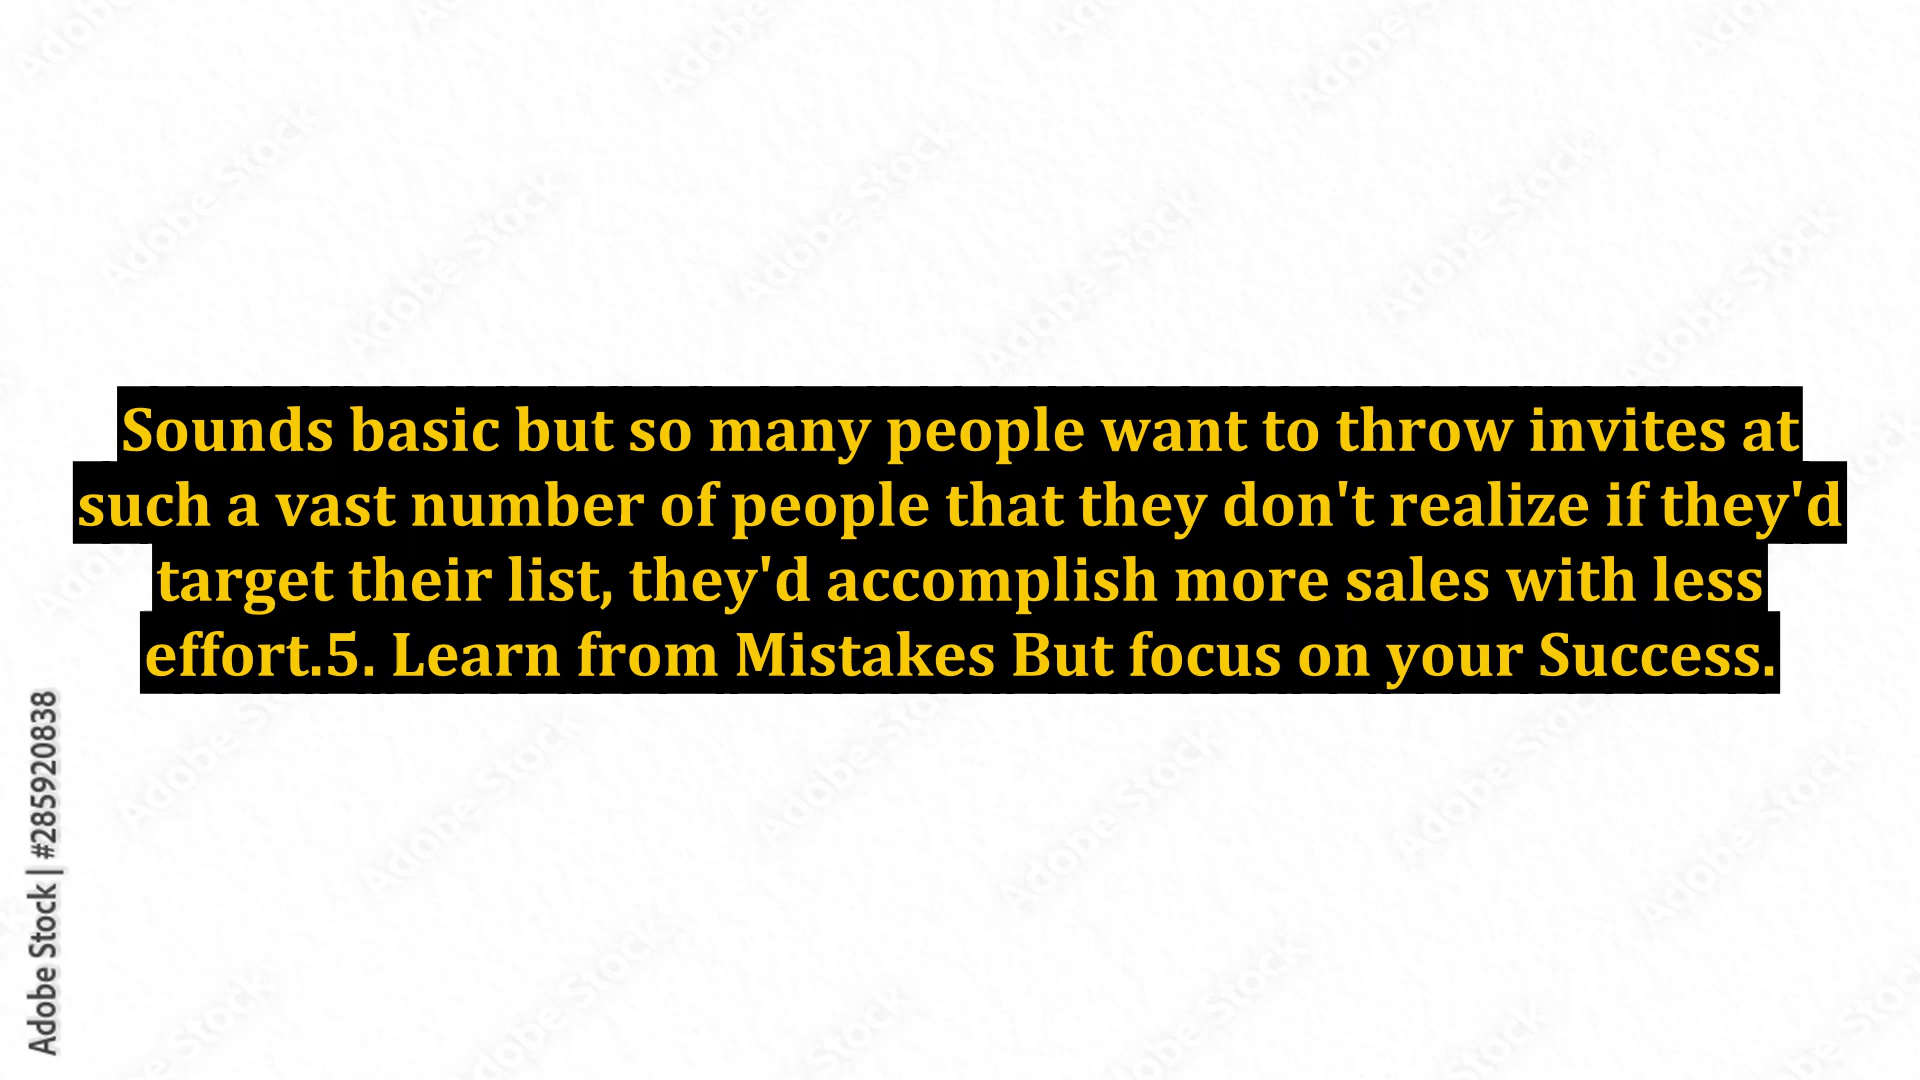 Sounds basic but so many people want to throw invites at
such a vast number of people that they don't realize if they'd
target their list, they'd accomplish more sales with less
effort.5. Learn from Mistakes But focus on your Success.
Adobe Stock | #285920838